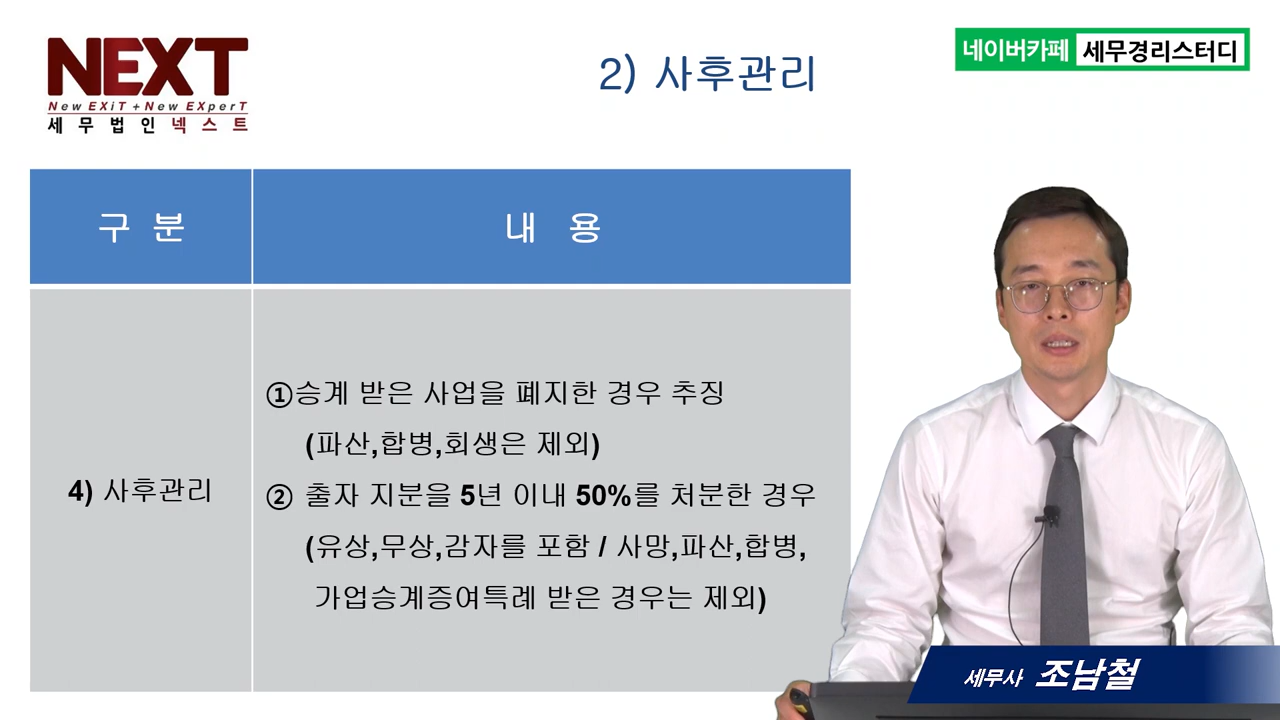 NEXT
New EXiT + New EXperT
세무법인넥스트
2) 사후관리
네이버카페 세무경리스터디
구 분
내 용
4) 사후관리
①승계 받은 사업을 폐지한 경우 추징
(파산,합병,회생은 제외)
② 출자 지분을 5년 이내 50%를 처분한 경우
(유상,무상,감자를 포함 / 사망,파산,합병,
가업승계증여특례 받은 경우는 제외)
세무사 조남철